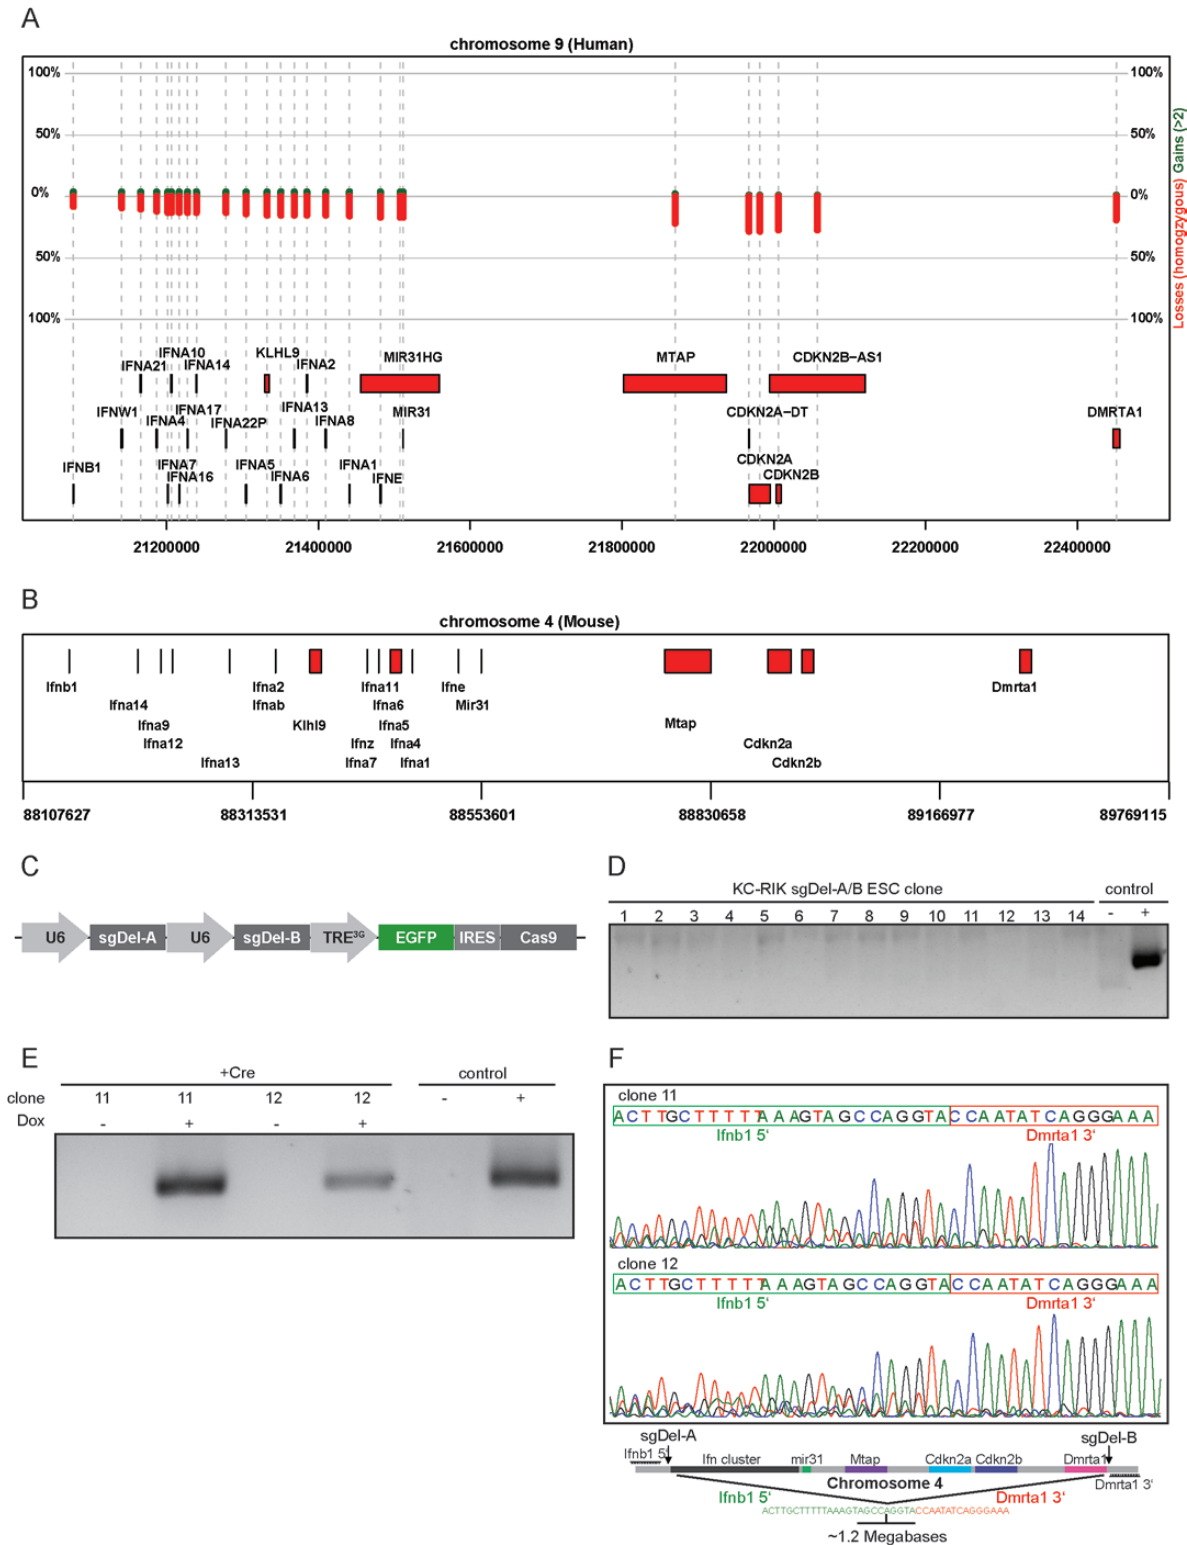 A
chromosome 9 (Human)
100% 100%
50% 50%
0% 0%
50% 50%
100% 100%
Losses (homogzygous) Gains (>2)
IFNA10 KLHL9 MIR31HG MTAP CDKN2B-AS1
IFNA21 IFNA14 IFNA2
IFNW1 IFNA17 IFNA13 MIR31 CDKN2A-DT DMRTA1
IFNA4 IFNA22P IFNA8
IFNB1 IFNA7 IFNA5 IFNA1 CDKN2A
IFNA16 IFNA6 IFNE CDKN2B
21200000 21400000 21600000 21800000 22000000 22200000 22400000
B
chromosome 4 (Mouse)
Ifnb1 Ifna2 Ifna11 Ifne Dmrta1
Ifna14 Ifnab Ifna6 Mir31
Ifna9 Klhl9 Ifna5 Mtap
Ifna12 Ifnz Ifna4 Cdkn2a
Ifna13 Ifna7 Ifna1 Cdkn2b
88107627 88313531 88553601 88830658 89166977 89769115
C
U6 sgDel-A U6 sgDel-B TRE3G EGFP IRES Cas9
D
KC-RIK sgDel-A/B ESC clone control
1 2 3 4 5 6 7 8 9 10 11 12 13 14 - +
E
+Cre control
clone 11 11 12 12 - +
Dox - + - +
F
clone 11
ACTTGCTTTTTAAAGTAGCCAGGTACCAATATCAGGGAAA
Ifnb1 5' Dmrta1 3'
clone 12
ACTTGCTTTTTAAAGTAGCCAGGTACCAATATCAGGGAAA
Ifnb1 5' Dmrta1 3'
sgDel-A sgDel-B
Ifnb1 5' Ifn cluster mir31 Mtap Cdkn2a Cdkn2b Dmrta1
Chromosome 4 Dmrta1 3'
Ifnb1 5' Dmrta1 3'
ACTTGCTTTTTAAAGTAGCCAGGTACCAATATCAGGGAAA
~1.2 Megabases